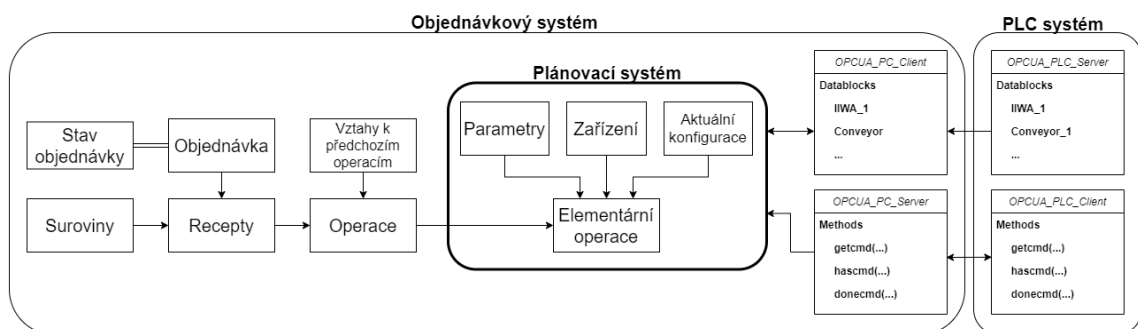 Objednávkový systém
PLC systém
Plánovací systém
Stav
objednávky
Objednávka
Vztahy k
předchozím
operacím
Suroviny
Recepty
Operace
Parametry
Zařízení
Aktuální
konfigurace
Elementární
operace
OPCUA_PC_Client
Datablocks
IIWA_1
Conveyor
...
OPCUA_PLC_Server
Datablocks
IIWA_1
Conveyor_1
...
OPCUA_PC_Server
Methods
getcmd(...)
hascmd(...)
donecmd(...)
OPCUA_PLC_Client
Methods
getcmd(...)
hascmd(...)
donecmd(...)